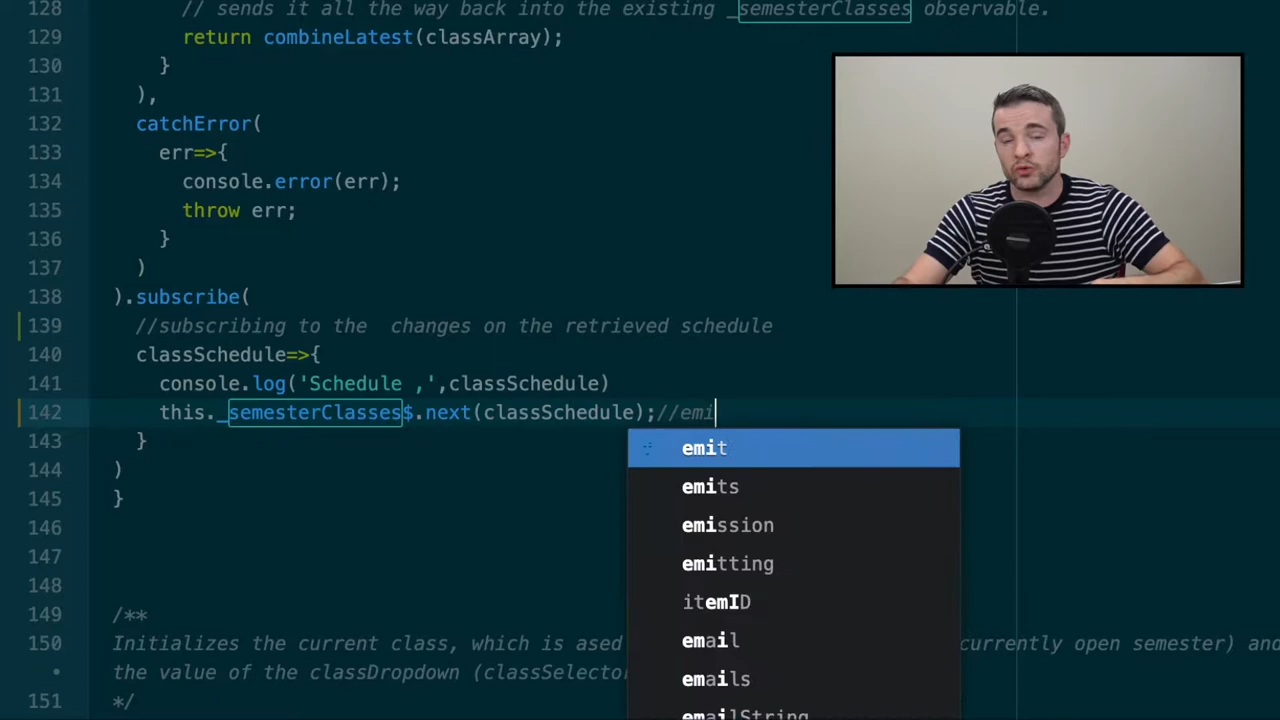 128 // sends it all the way back into the existing _semesterClasses observable.
129 return combineLatest(classArray);
130 }
131 ),
132 catchError(
133 err=>{
134 console.error(err);
135 throw err;
136 }
137 )
138 ).subscribe(
139 //subscribing to the  changes on the retrieved schedule
140 classSchedule=>{
141 console.log('Schedule ,',classSchedule)
142 this._semesterClasses$.next(classSchedule);//emi
143 }
emit
144 )
emits
145 }
emission
146
emitting
147
148
itemID
149 /**
email
150 Initializes the current class, which is ased currently open semester) and
• the value of the classDropdown (classSelector
emails
151 */
emailString